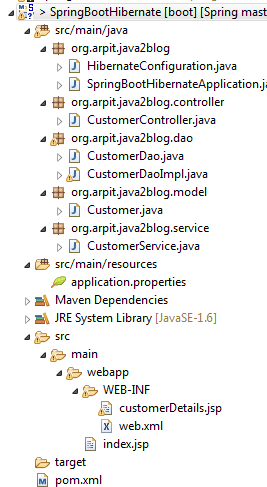 > SpringBootHibernate [boot] [Spring mast
src/main/java
org.arpit.java2blog
HibernateConfiguration.java
SpringBootHibernateApplication.ja
org.arpit.java2blog.controller
CustomerController.java
org.arpit.java2blog.dao
CustomerDao.java
CustomerDaoImpl.java
org.arpit.java2blog.model
Customer.java
org.arpit.java2blog.service
CustomerService.java
src/main/resources
application.properties
Maven Dependencies
JRE System Library [JavaSE-1.6]
src
main
webapp
WEB-INF
customerDetails.jsp
web.xml
index.jsp
target
pom.xml